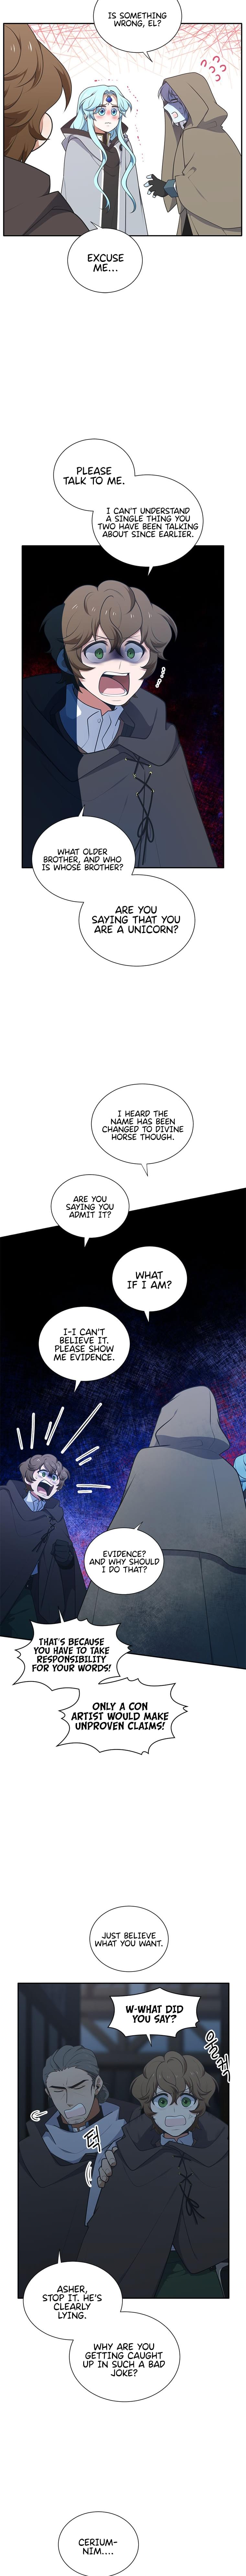 IS SOMETHING
WRONG, EL?
EXCUSE
ME...
PLEASE
TALK TO ME.
I CAN'T UNDERSTAND
A SINGLE THING YOU
TWO HAVE BEEN TALKING
ABOUT SINCE EARLIER.
WHAT OLDER
BROTHER, AND WHO
IS WHOSE BROTHER?
ARE YOU
SAYING THAT YOU
ARE A UNICORN?
I HEARD THE
NAME HAS BEEN
CHANGED TO DIVINE
HORSE THOUGH.
ARE YOU
SAYING YOU
ADMIT IT?
WHAT
IF I AM?
I-I CAN'T
BELIEVE IT.
PLEASE SHOW
ME EVIDENCE.
EVIDENCE?
AND WHY SHOULD
I DO THAT?
THAT'S BECAUSE
YOU HAVE TO TAKE
RESPONSIBILITY
FOR YOUR WORDS!
ONLY A CON
ARTIST WOULD MAKE
UNPROVEN CLAIMS!
JUST BELIEVE
WHAT YOU WANT.
W-WHAT DID
YOU SAY?
턱
ASHER,
STOP IT. HE'S
CLEARLY
LYING.
WHY ARE YOU
GETTING CAUGHT
UP IN SUCH A BAD
JOKE?
CERIUM-
NIM....